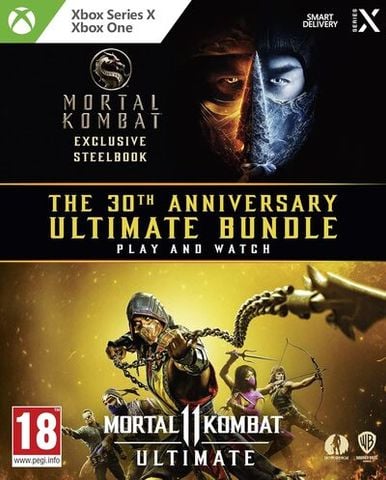 Xbox Series X
Xbox One
SMART
DELIVERY
SERIES
X
MORTAL
KOMBAT
EXCLUSIVE
STEELBOOK
THE 30TH ANNIVERSARY
ULTIMATE BUNDLE
PLAY AND WATCH
18
www.pegi.info
MORTAL 11 KOMBAT
ULTIMATE